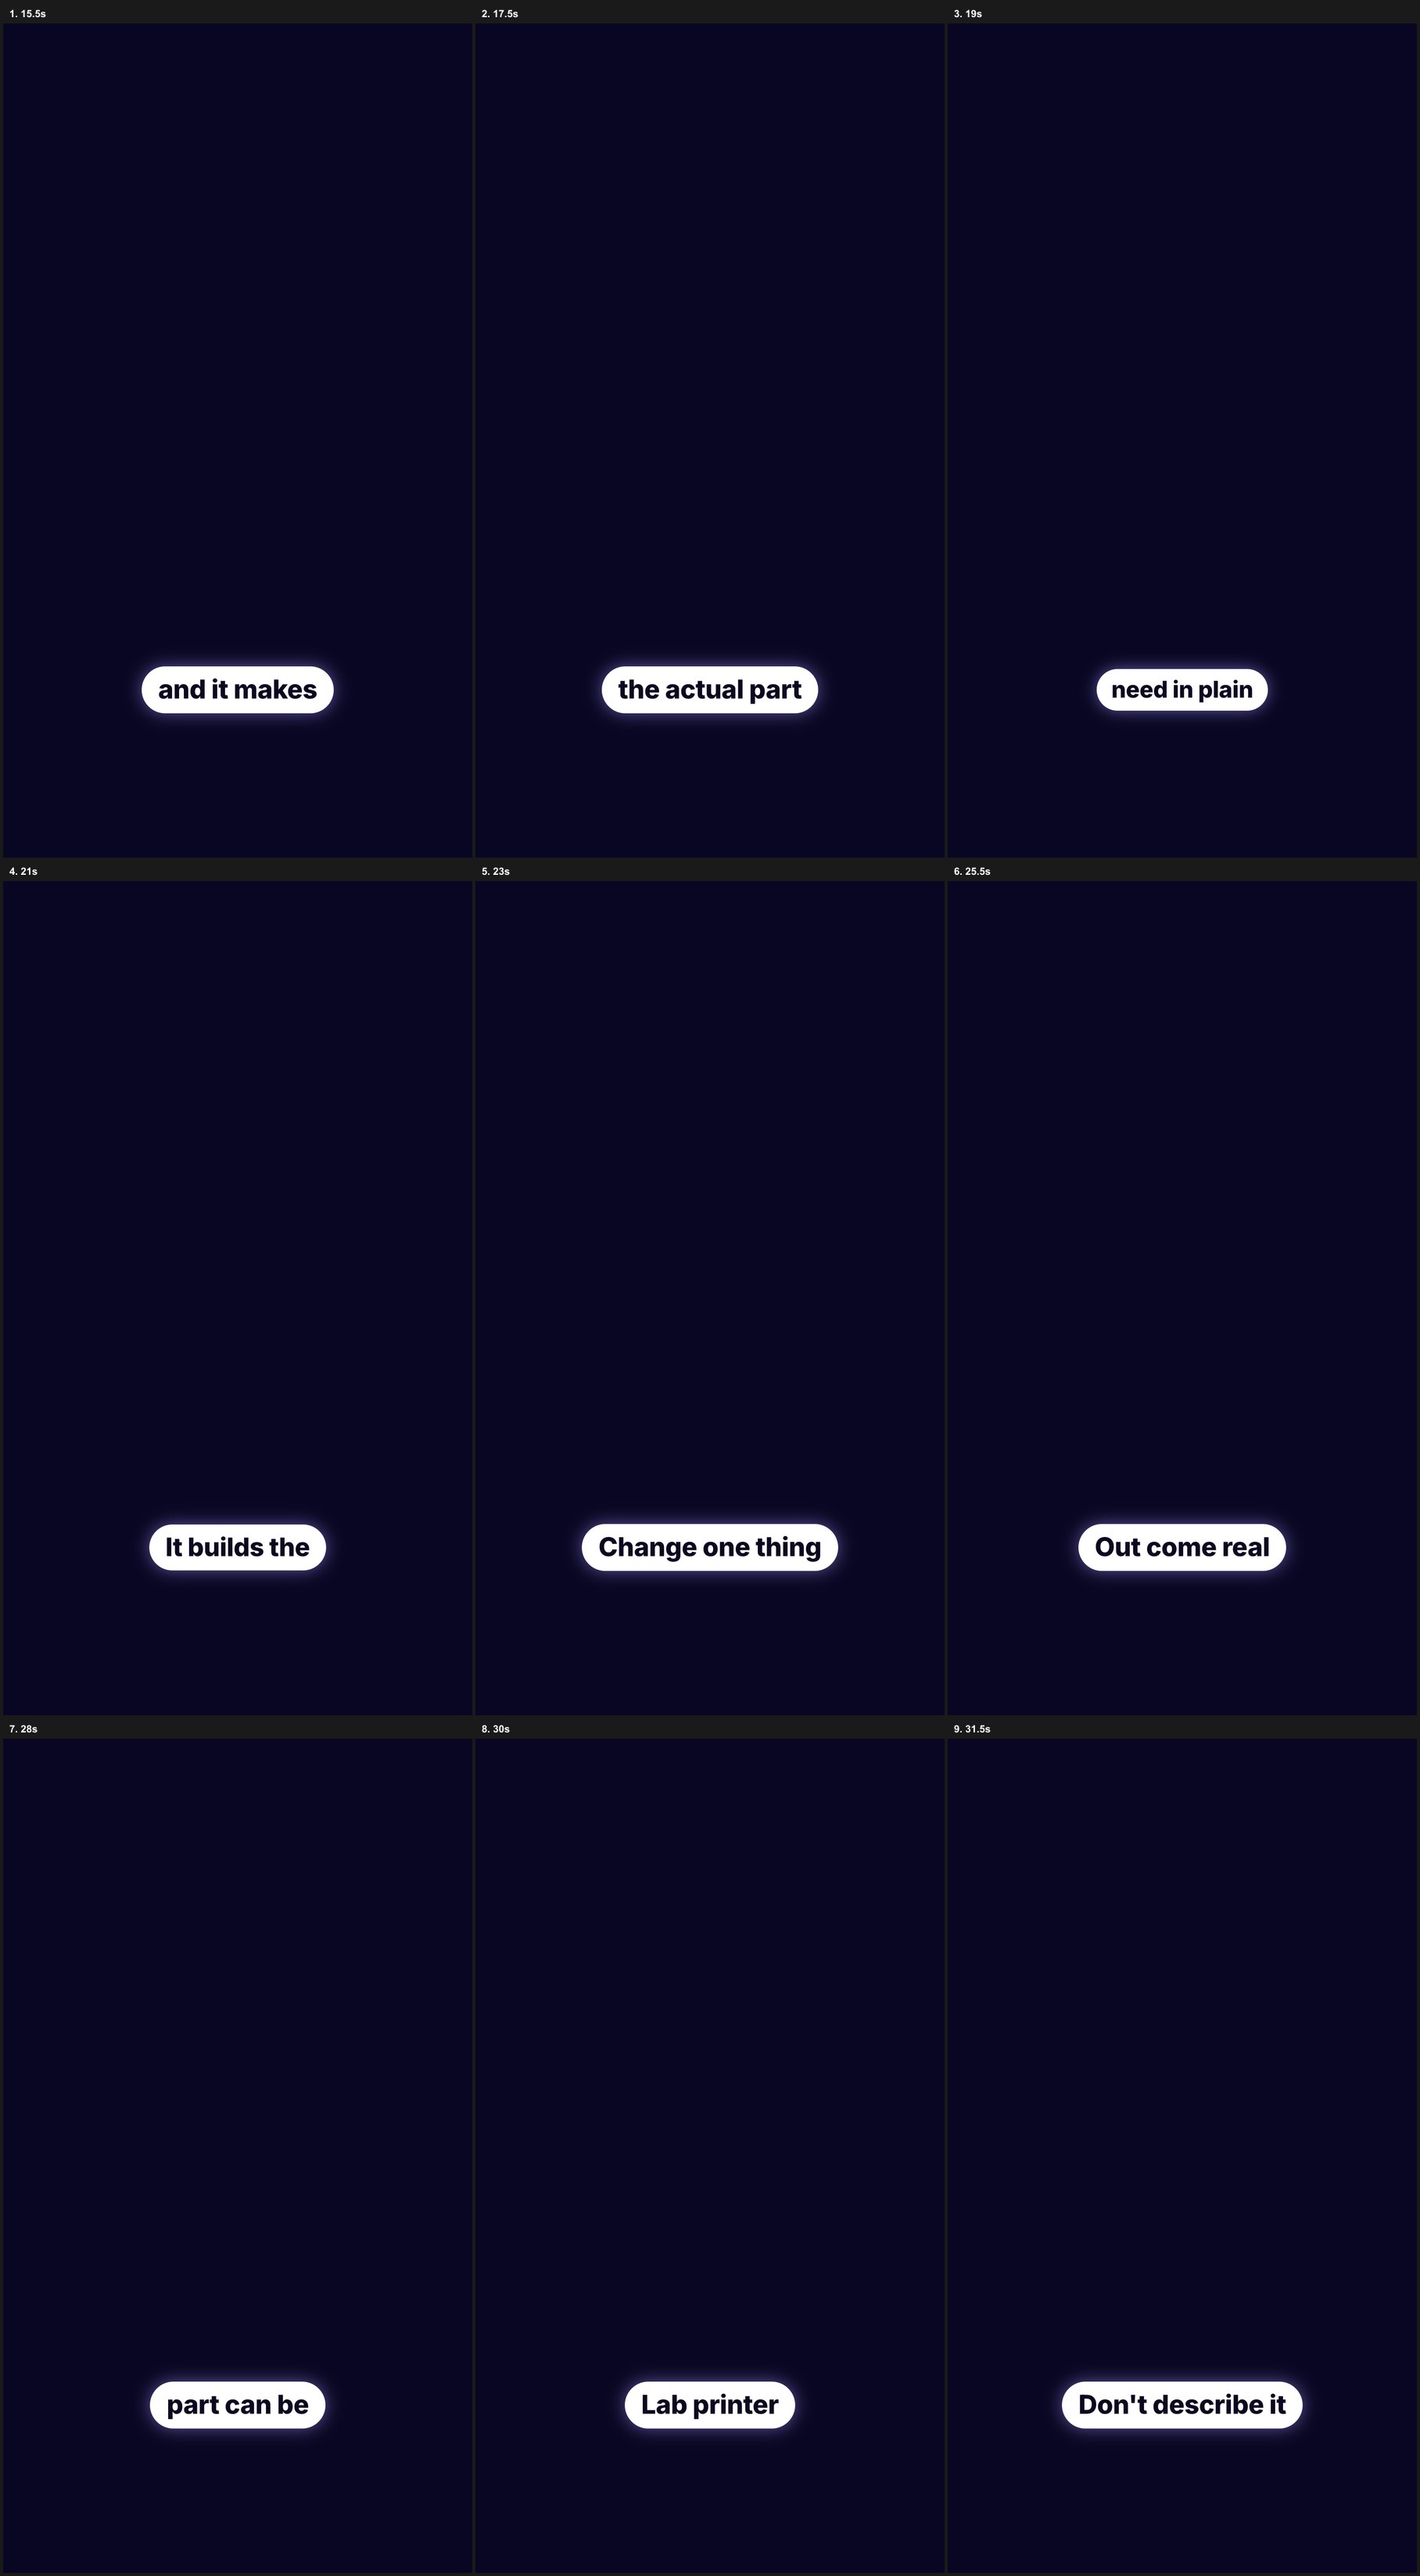 1. 15.5s
2. 17.5s
3. 19s
and it makes
the actual part
need in plain
4. 21s
5. 23s
6. 25.5s
It builds the
Change one thing
Out come real
7. 28s
8. 30s
9. 31.5s
part can be
Lab printer
Don't describe it